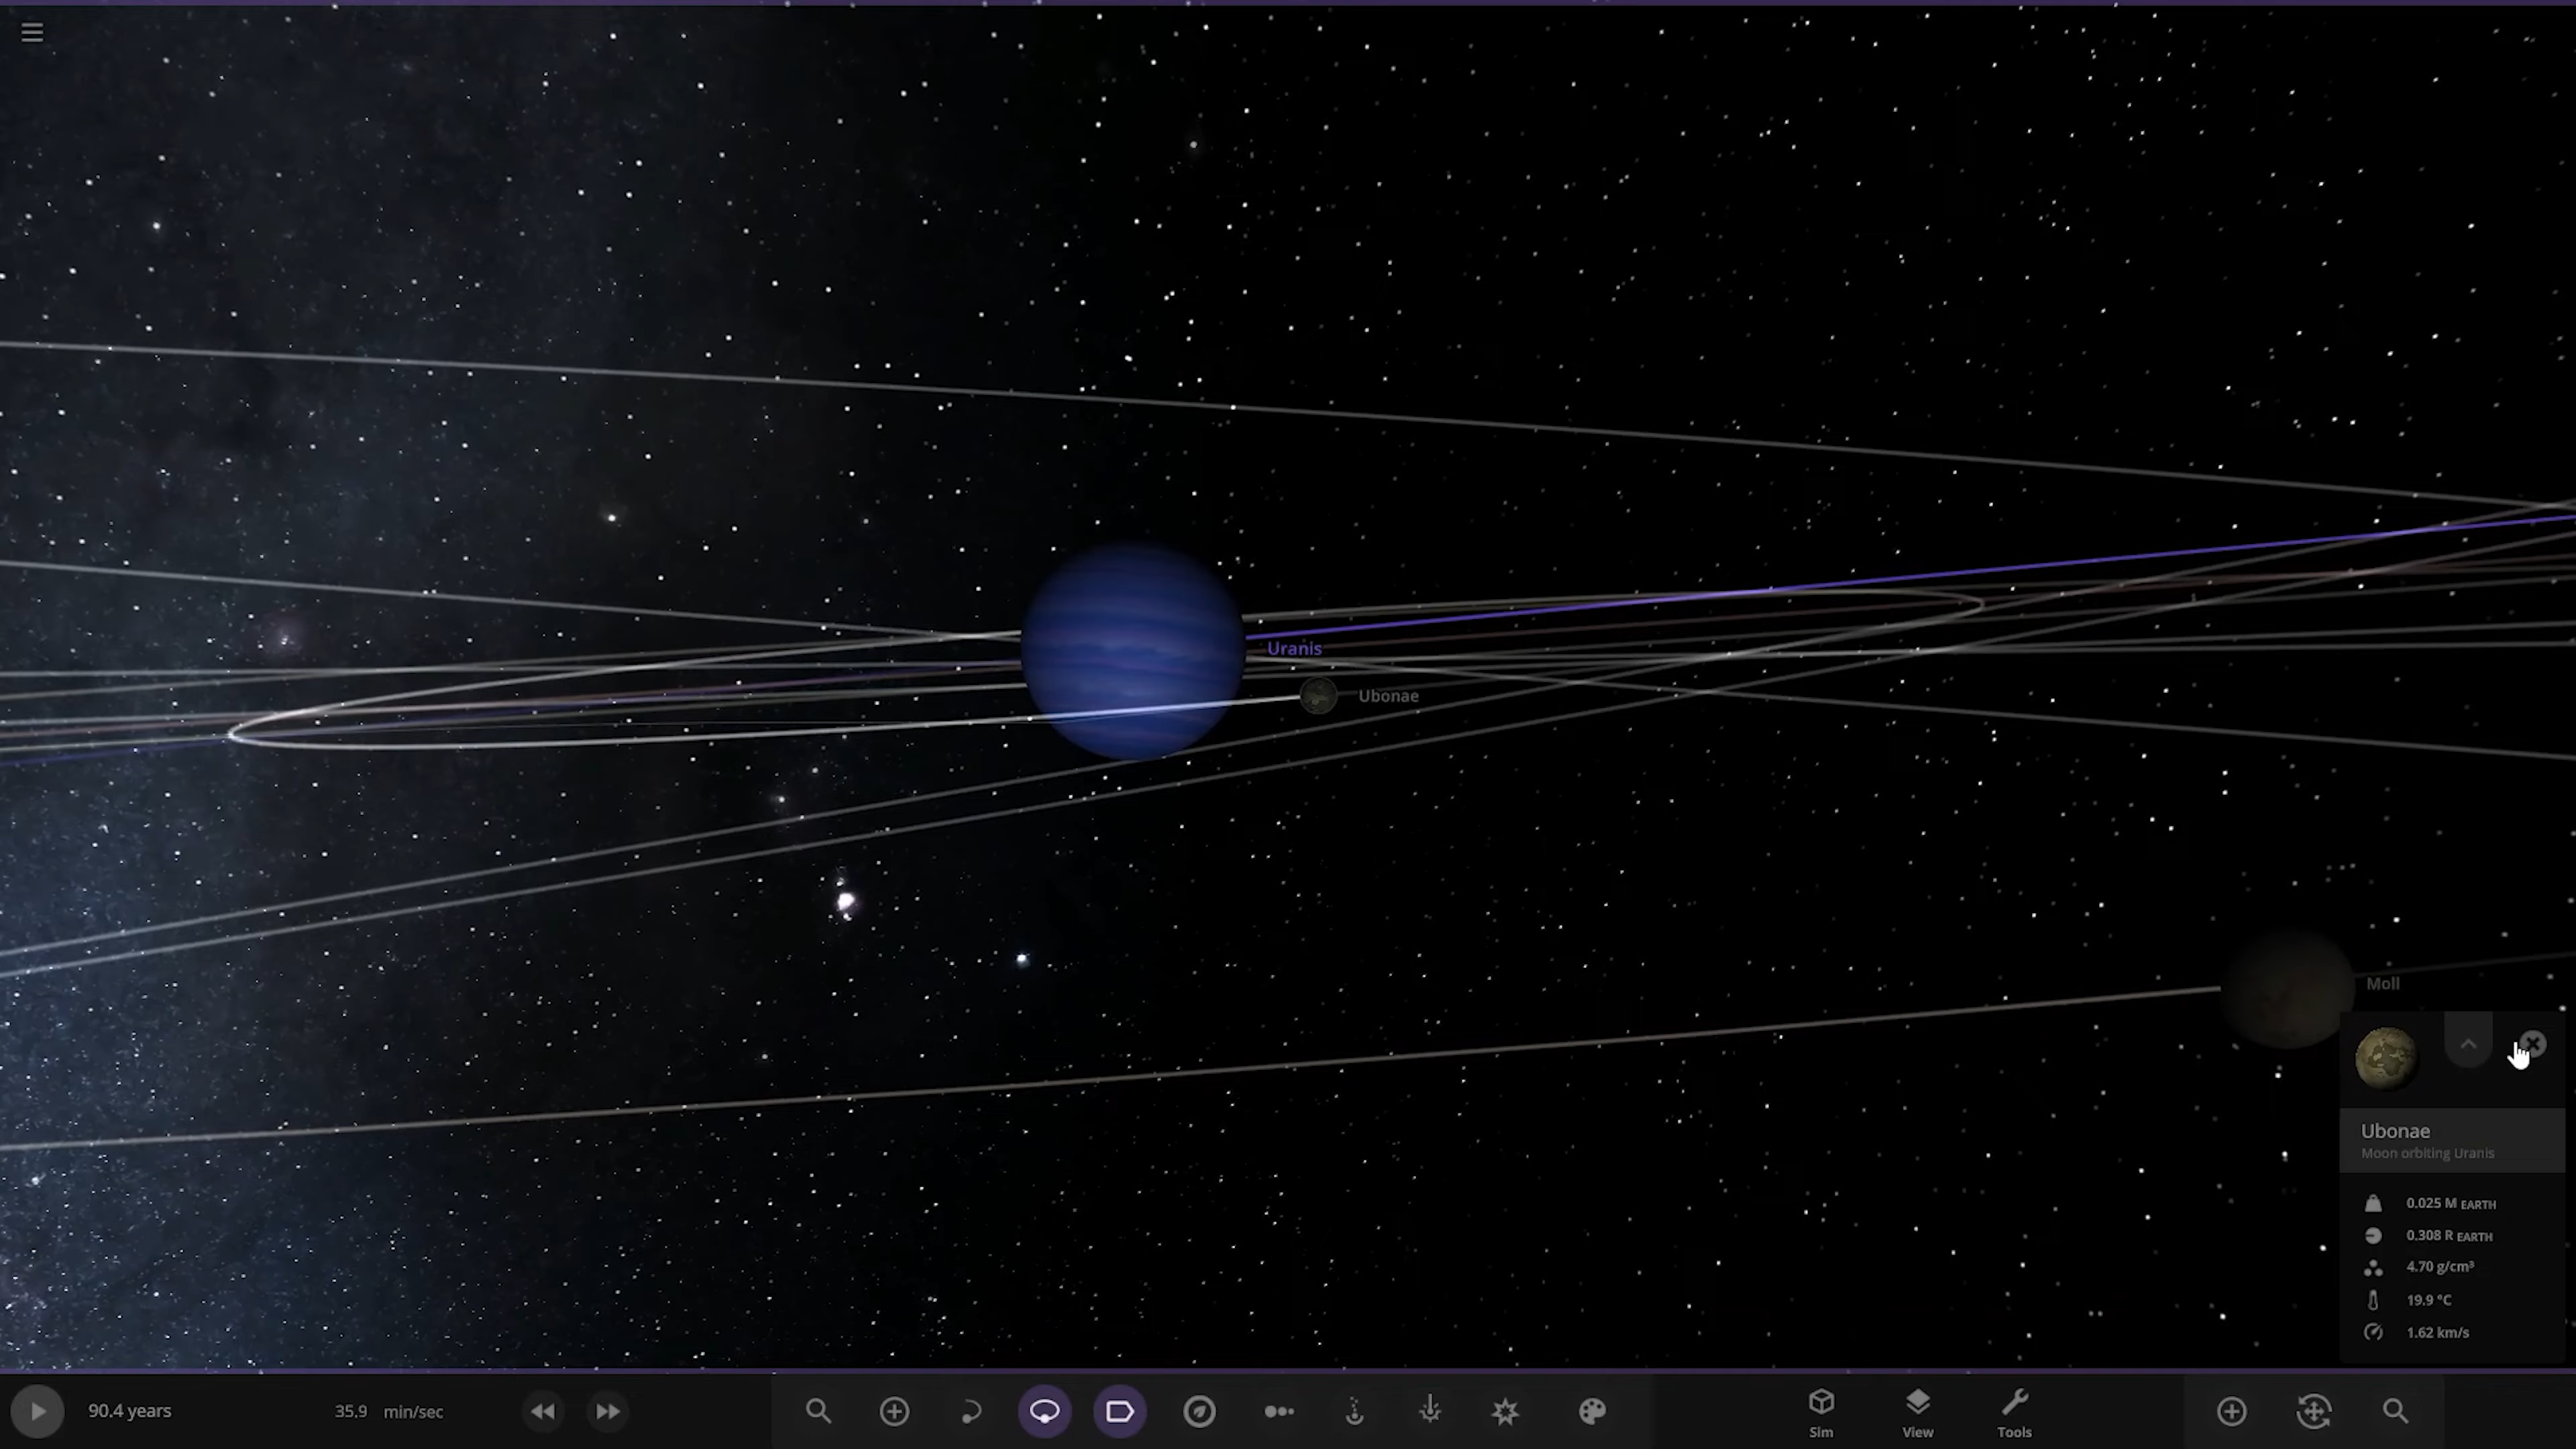 Uranis
Ubonae
Moll
Ubonae
Moon orbiting Uranis
0.025 M EARTH
0.308 R EARTH
4.70 g/cm³
19.9 °C
1.62 km/s
90.4 years
35.9 min/sec
Sim
View
Tools